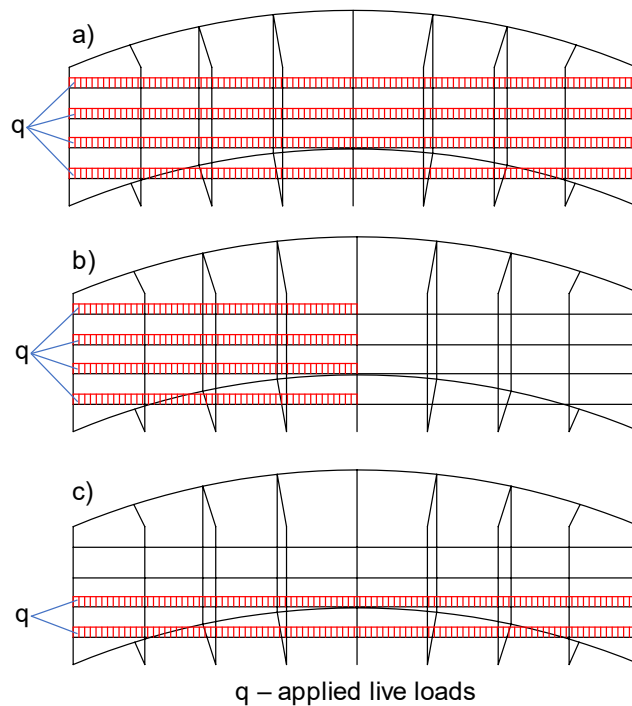 a)
q
b)
q
c)
q
q – applied live loads